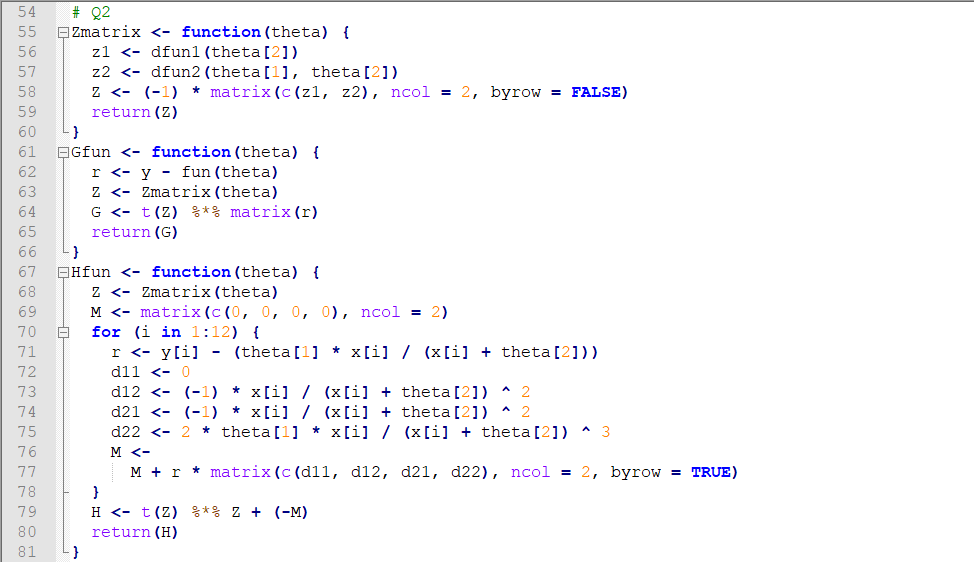 54 # Q2
55 Zmatrix <- function(theta) {
56 z1 <- dfun1(theta[2])
57 z2 <- dfun2(theta[1], theta[2])
58 Z <- (-1) * matrix(c(z1, z2), ncol = 2, byrow = FALSE)
59 return(Z)
60 }
61 Gfun <- function(theta) {
62 r <- y - fun(theta)
63 Z <- Zmatrix(theta)
64 G <- t(Z) %*% matrix(r)
65 return(G)
66 }
67 Hfun <- function(theta) {
68 Z <- Zmatrix(theta)
69 M <- matrix(c(0, 0, 0, 0), ncol = 2)
70 for (i in 1:12) {
71 r <- y[i] - (theta[1] * x[i] / (x[i] + theta[2]))
72 d11 <- 0
73 d12 <- (-1) * x[i] / (x[i] + theta[2]) ^ 2
74 d21 <- (-1) * x[i] / (x[i] + theta[2]) ^ 2
75 d22 <- 2 * theta[1] * x[i] / (x[i] + theta[2]) ^ 3
76 M <-
77 M + r * matrix(c(d11, d12, d21, d22), ncol = 2, byrow = TRUE)
78 }
79 H <- t(Z) %*% Z + (-M)
80 return(H)
81 }